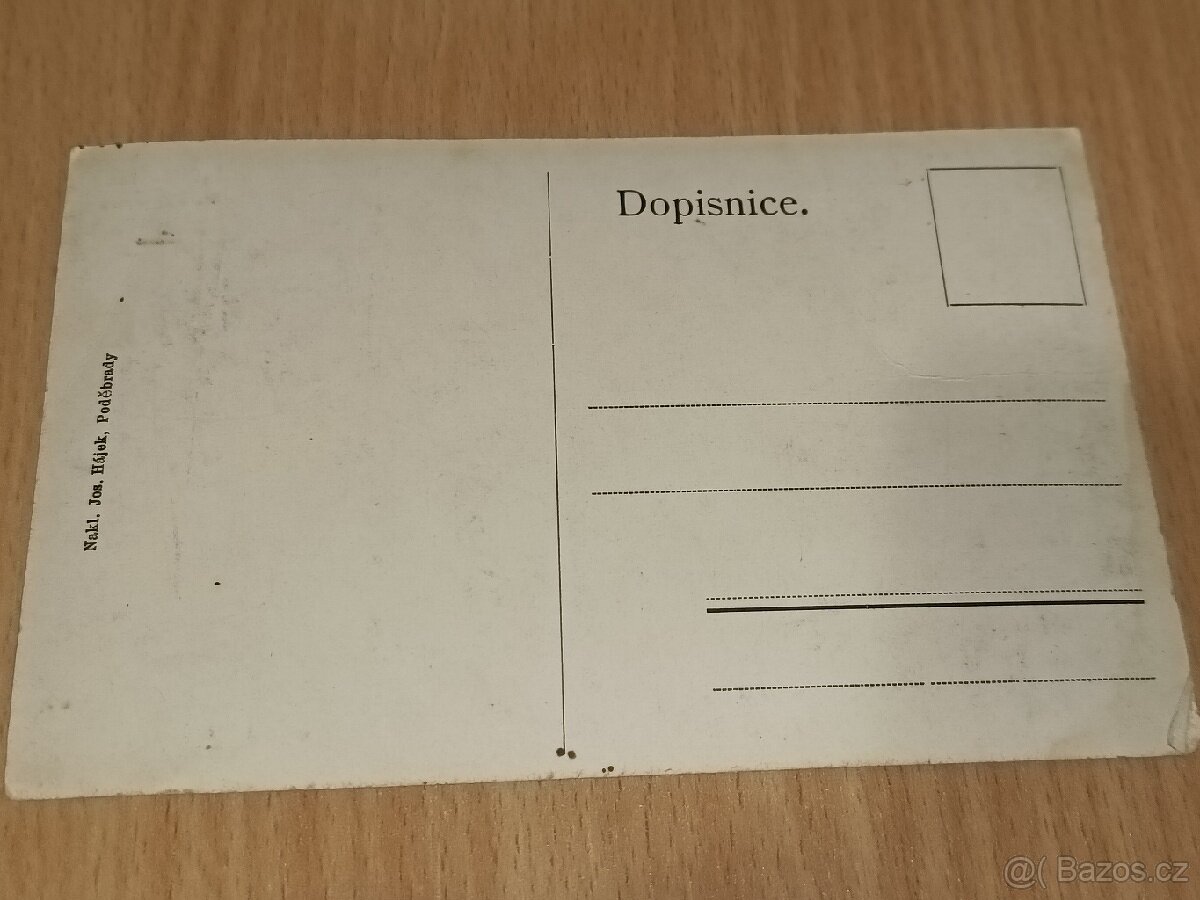 Dopisnice.
Nakl. Jos. Hájek, Poděbrady
@( Bazos.cz